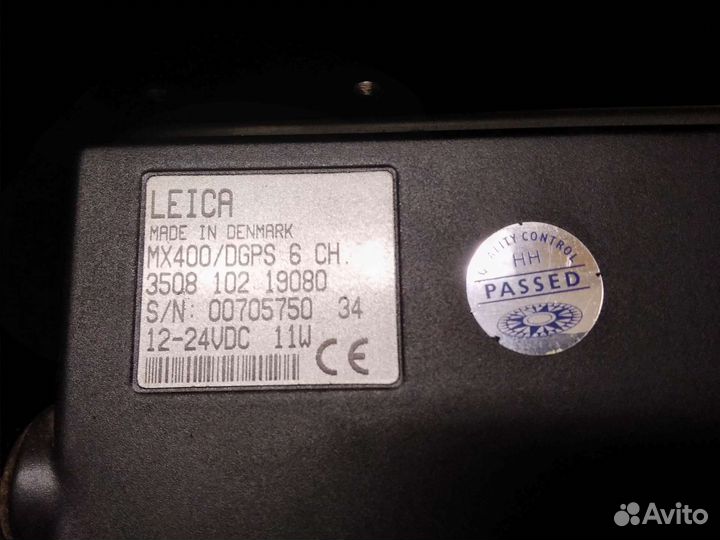 LEICA
MADE IN DENMARK
MX400/DGPS 6 CH.
3508 102 19080
S/N: 00705750 34
12-24VDC 11W CE
QUALITY CONTROL
HH
PASSED
Avito